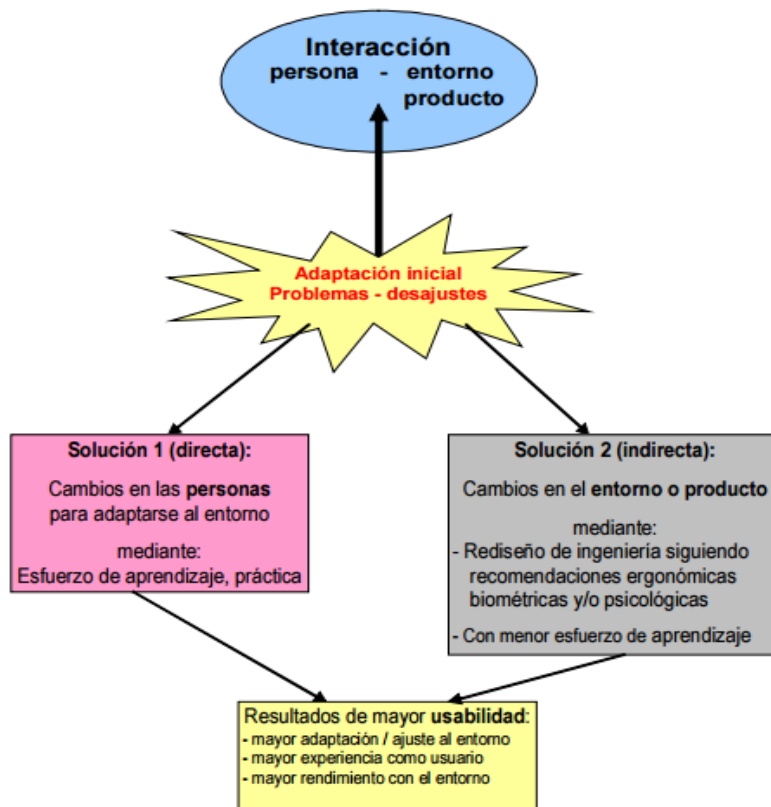 Interacción
persona - entorno
producto
Adaptación inicial
Problemas - desajustes
Solución 1 (directa):
Cambios en las personas
para adaptarse al entorno
mediante:
Esfuerzo de aprendizaje, práctica
Solución 2 (indirecta):
Cambios en el entorno o producto
mediante:
- Rediseño de ingeniería siguiendo
recomendaciones ergonómicas
biométricas y/o psicológicas
- Con menor esfuerzo de aprendizaje
Resultados de mayor usabilidad:
- mayor adaptación / ajuste al entorno
- mayor experiencia como usuario
- mayor rendimiento con el entorno